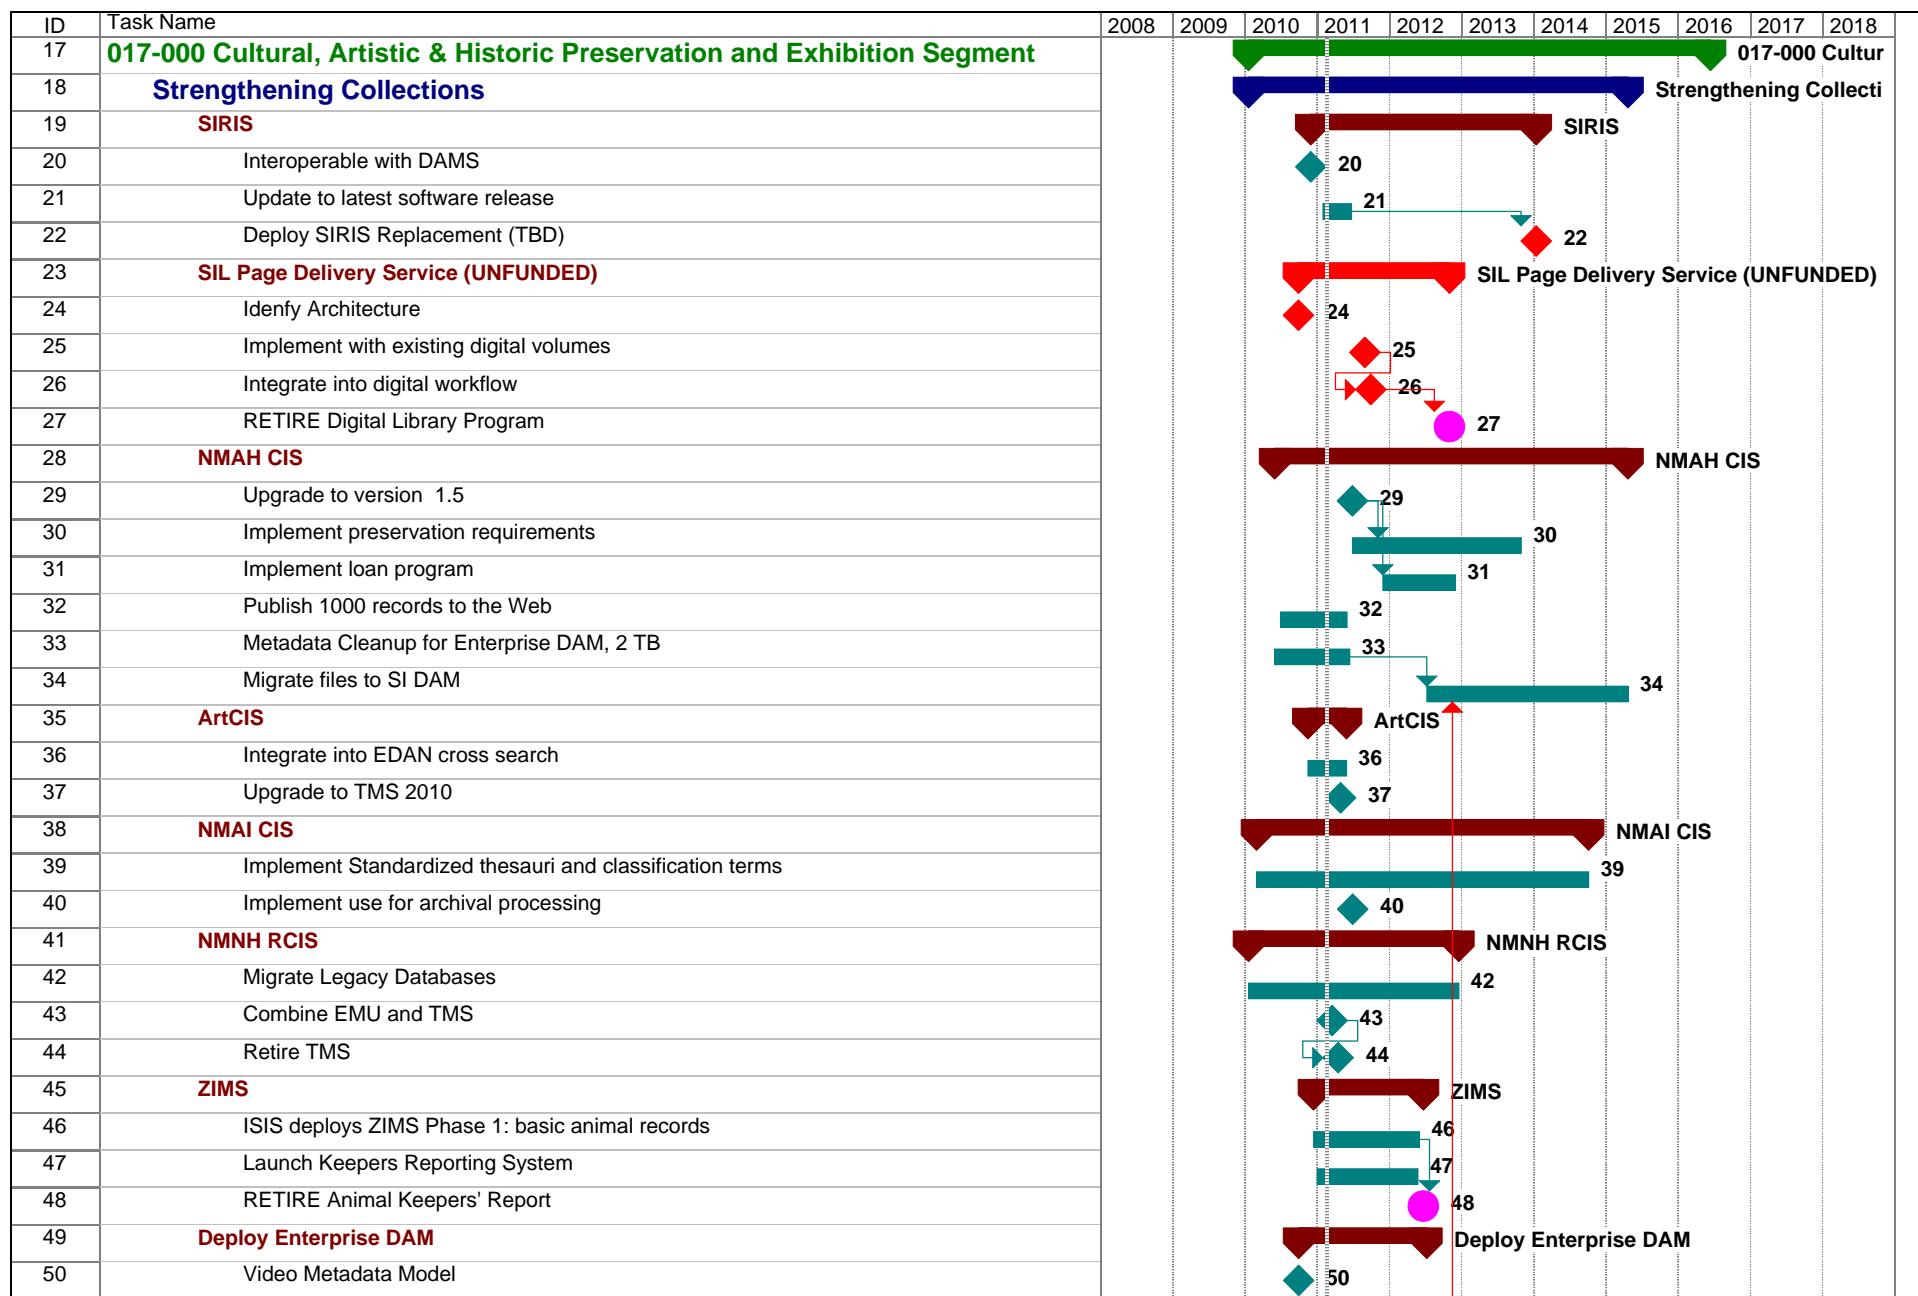 ID Task Name 2008 2009 2010 2011 2012 2013 2014 2015 2016 2017 2018
17 017-000 Cultural, Artistic & Historic Preservation and Exhibition Segment 017-000 Cultur
18 Strengthening Collections Strengthening Collecti
19 SIRIS SIRIS
20 Interoperable with DAMS 20
21 Update to latest software release 21
22 Deploy SIRIS Replacement (TBD) 22
23 SIL Page Delivery Service (UNFUNDED) SIL Page Delivery Service (UNFUNDED)
24 Idenfy Architecture 24
25 Implement with existing digital volumes 25
26 Integrate into digital workflow 26
27 RETIRE Digital Library Program 27
28 NMAH CIS NMAH CIS
29 Upgrade to version 1.5 29
30 Implement preservation requirements 30
31 Implement loan program 31
32 Publish 1000 records to the Web 32
33 Metadata Cleanup for Enterprise DAM, 2 TB 33
34 Migrate files to SI DAM 34
35 ArtCIS ArtCIS
36 Integrate into EDAN cross search 36
37 Upgrade to TMS 2010 37
38 NMAI CIS NMAI CIS
39 Implement Standardized thesauri and classification terms 39
40 Implement use for archival processing 40
41 NMNH RCIS NMNH RCIS
42 Migrate Legacy Databases 42
43 Combine EMU and TMS 43
44 Retire TMS 44
45 ZIMS ZIMS
46 ISIS deploys ZIMS Phase 1: basic animal records 46
47 Launch Keepers Reporting System 47
48 RETIRE Animal Keepers' Report 48
49 Deploy Enterprise DAM Deploy Enterprise DAM
50 Video Metadata Model 50